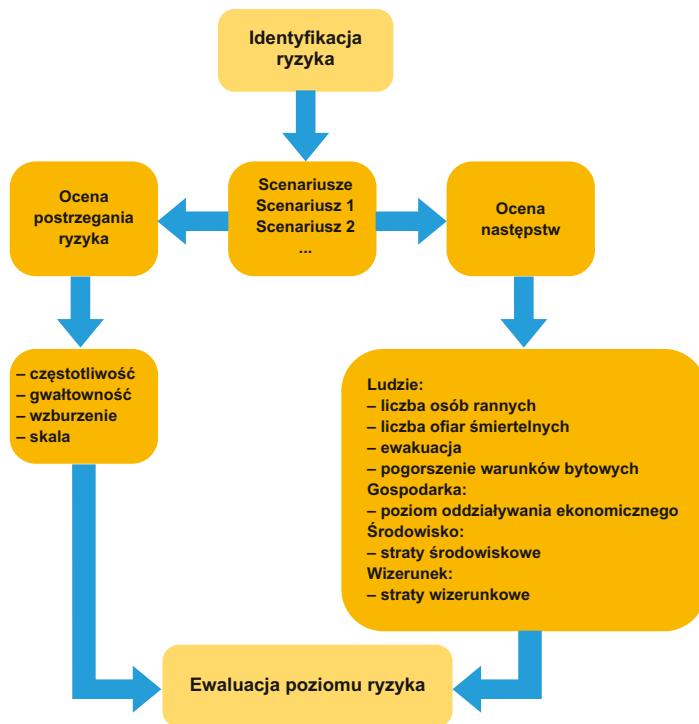 Identyfikacja
ryzyka
Ocena
postrzegania
ryzyka
Scenariusze
Scenariusz 1
Scenariusz 2
...
Ocena
następstw
– częstotliwość
– gwałtowność
– wzburzenie
– skala
Ludzie:
– liczba osób rannych
– liczba ofiar śmiertelnych
– ewakuacja
– pogorszenie warunków bytowych
Gospodarka:
– poziom oddziaływania ekonomicznego
Środowisko:
– straty środowiskowe
Wizerunek:
– straty wizerunkowe
Ewaluacja poziomu ryzyka